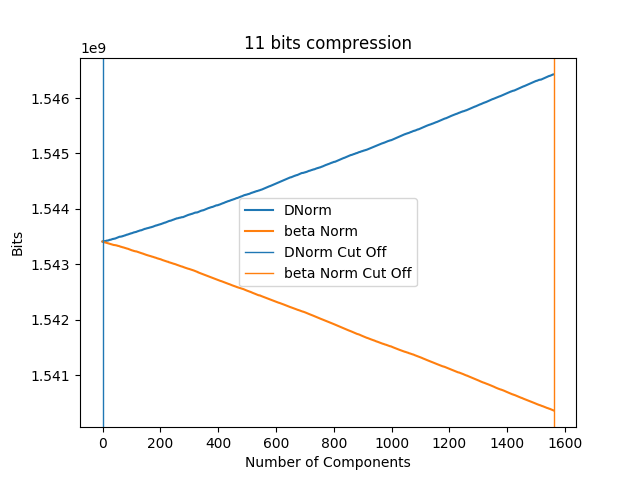 11 bits compression
1e9
1.546
1.545
1.544
1.543
1.542
1.541
Bits
DNorm
beta Norm
DNorm Cut Off
beta Norm Cut Off
0 200 400 600 800 1000 1200 1400 1600
Number of Components